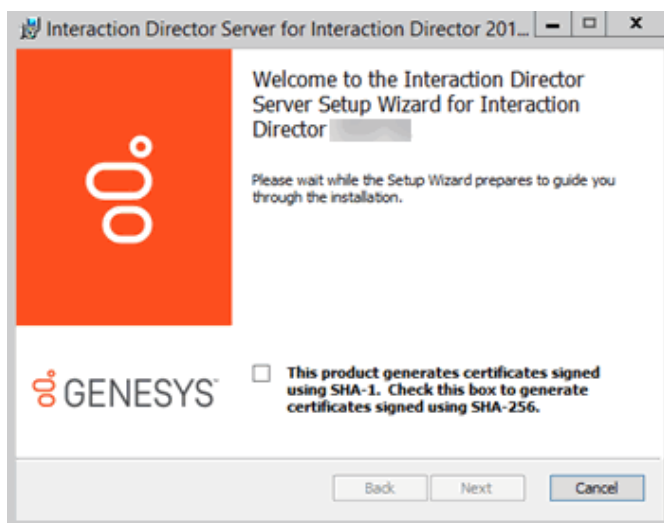 Interaction Director Server for Interaction Director 201...
Welcome to the Interaction Director
Server Setup Wizard for Interaction
Director
Please wait while the Setup Wizard prepares to guide you
through the installation.
GENESYS™
This product generates certificates signed
using SHA-1. Check this box to generate
certificates signed using SHA-256.
Back
Next
Cancel